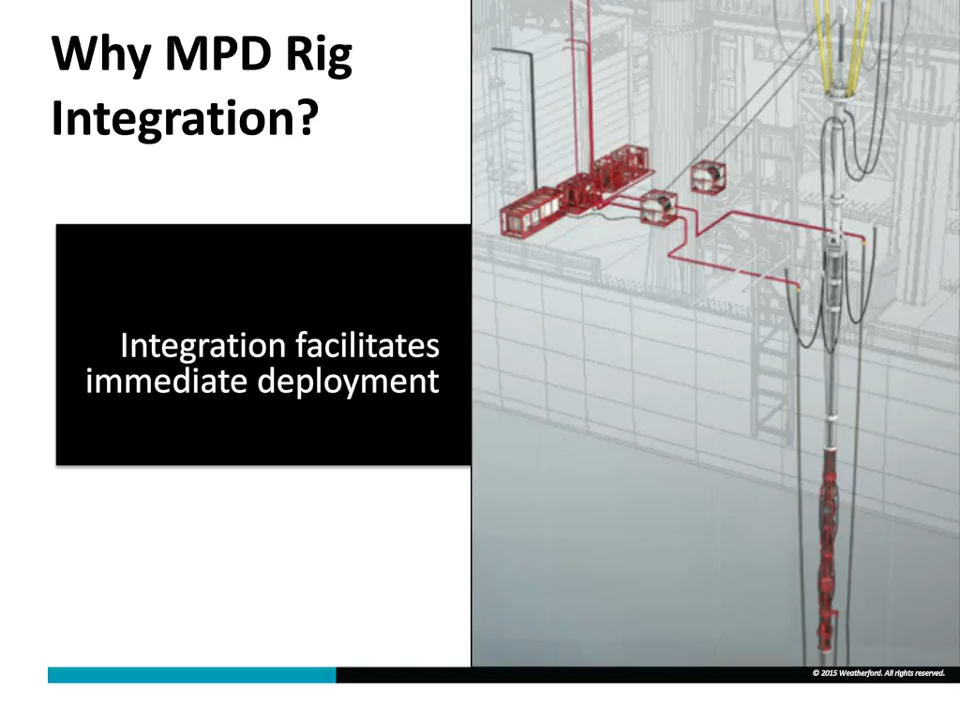 Why MPD Rig
Integration?
Integration facilitates
immediate deployment
© 2015 Weatherford. All rights reserved.